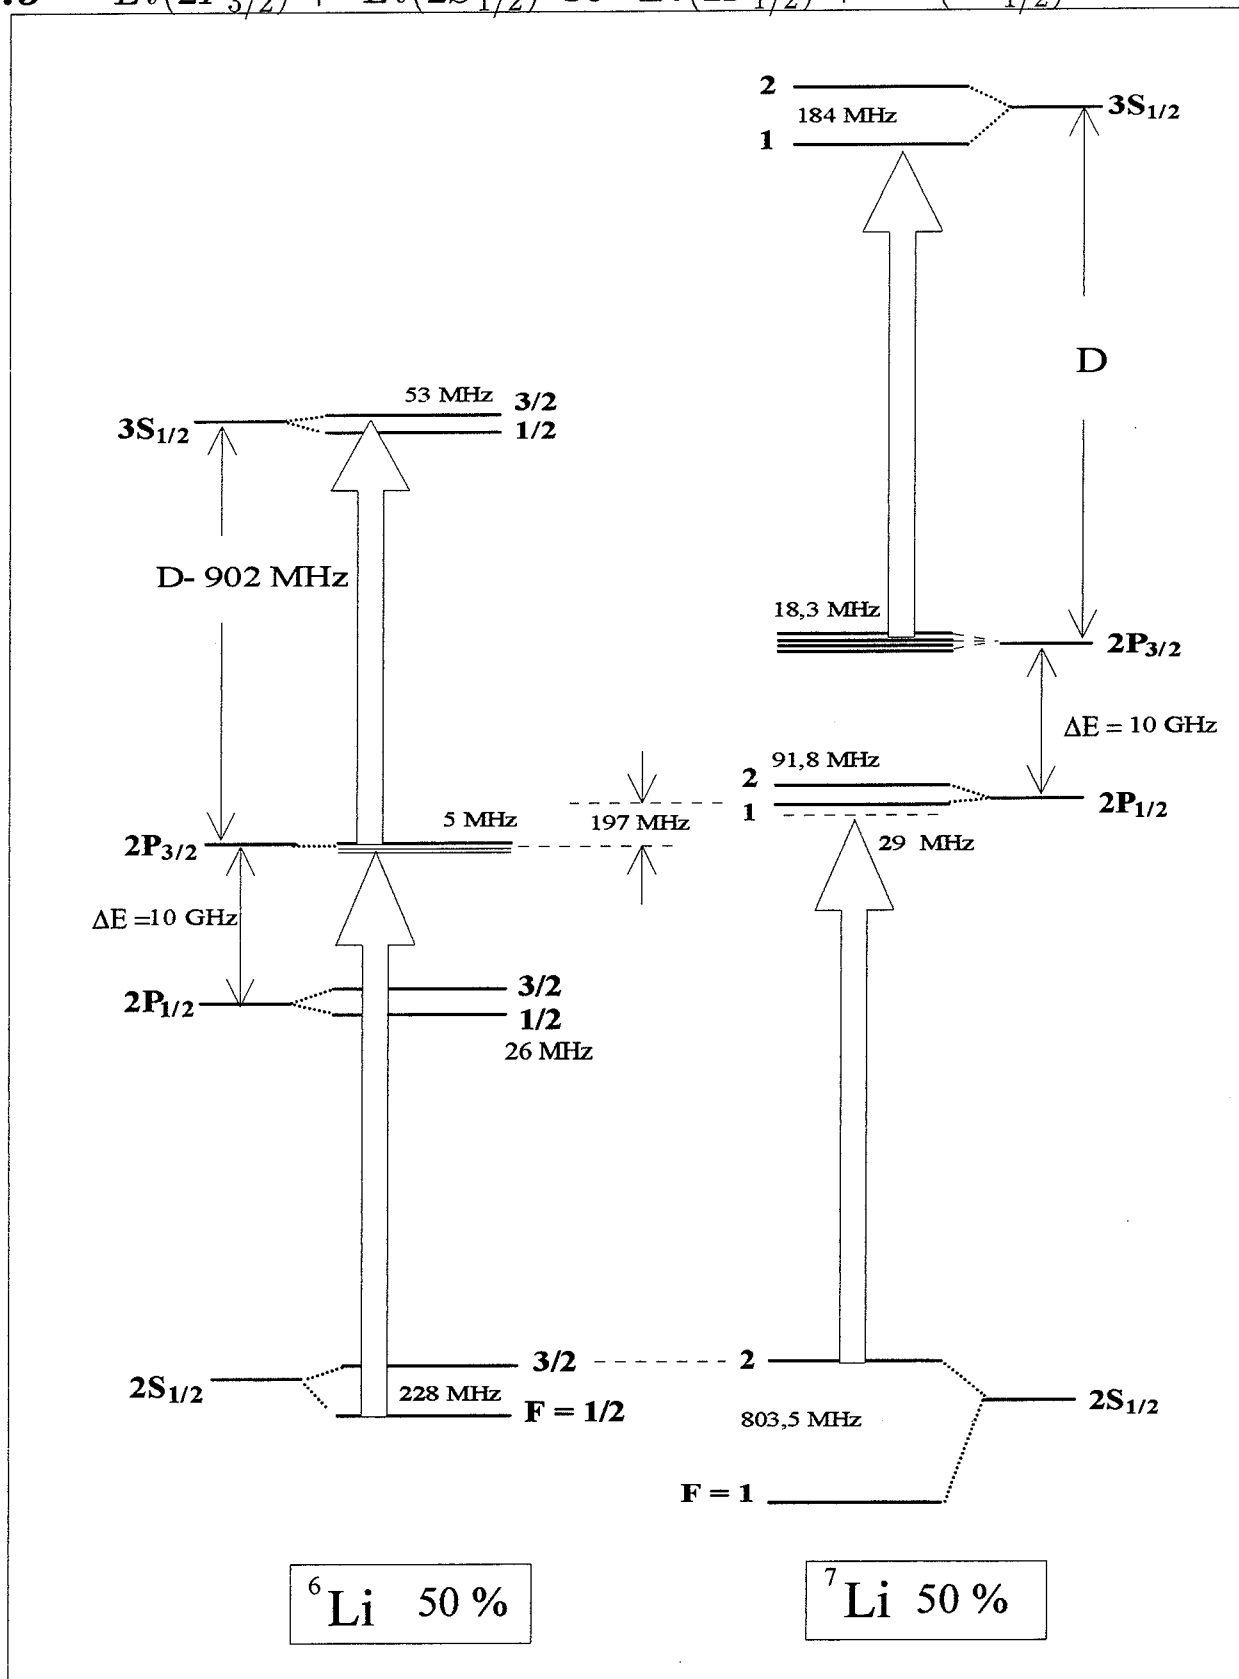 2
184 MHz
3S1/2
1
D
53 MHz
3/2
3S1/2
1/2
D- 902 MHz
18,3 MHz
2P3/2
ΔE = 10 GHz
91,8 MHz
2
2P1/2
1
197 MHz
29 MHz
5 MHz
2P3/2
ΔE =10 GHz
3/2
2P1/2
1/2
26 MHz
3/2
2
2S1/2
228 MHz
F = 1/2
2S1/2
803,5 MHz
F = 1
6Li 50 %
7Li 50 %